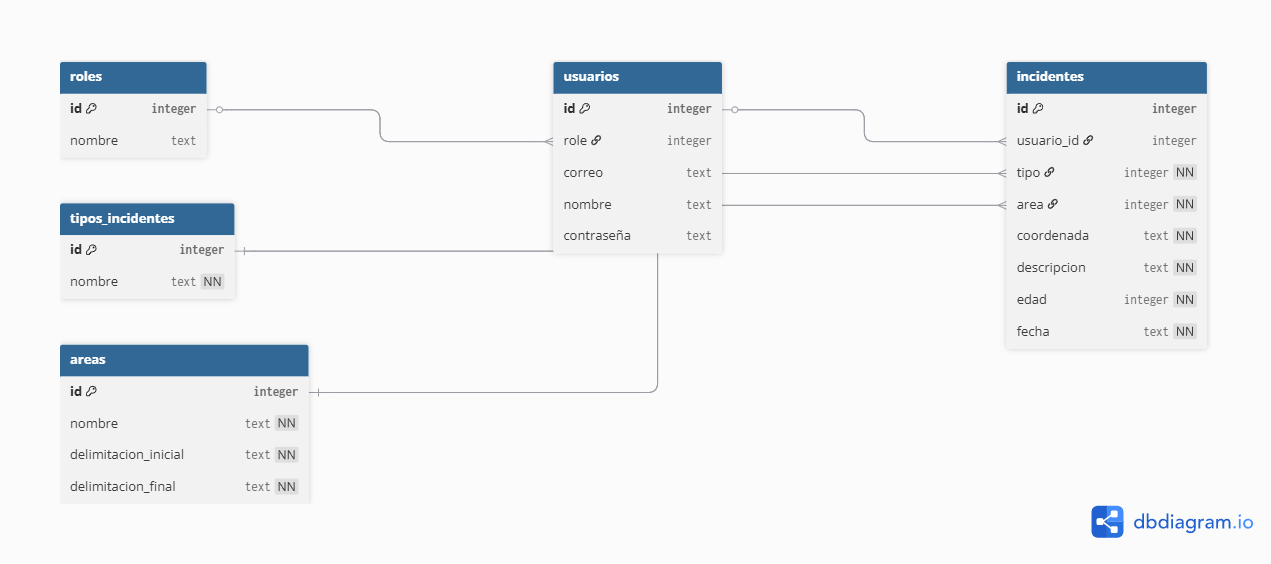 roles
id integer
nombre text
tipos_incidentes
id integer
nombre text NN
areas
id integer
nombre text NN
delimitacion_inicial text NN
delimitacion_final text NN
usuarios
id integer
role integer
correo text
nombre text
contraseña text
incidentes
id integer
usuario_id integer
tipo integer NN
area integer NN
coordenada text NN
descripcion text NN
edad integer NN
fecha text NN
dbdiagram.io